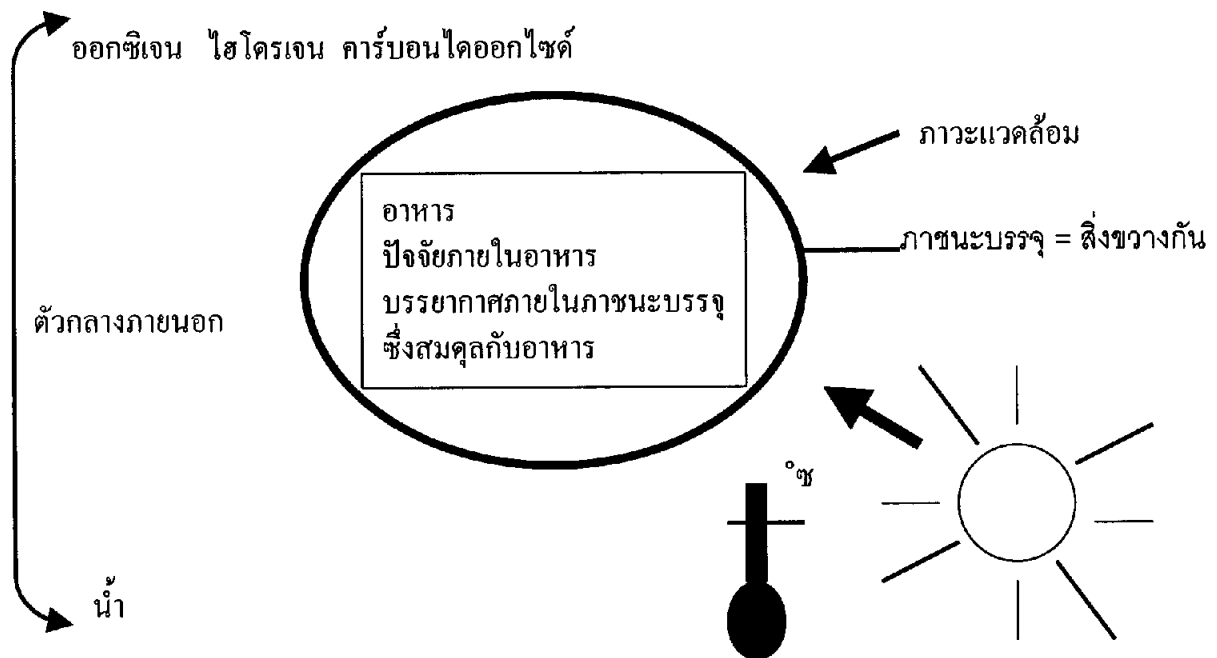 ออกซิเจน ไฮโครเจน คาร์บอนไดออกไซด์
ภาวะแวดล้อม
อาหาร
ปัจจัยภายในอาหาร
บรรยากาศภายในภาชนะบรรจุ
ซึ่งสมดุลกับอาหาร
ภาชนะบรรจุ = สิ่งขวางกัน
ตัวกลางภายนอก
°ซ
น้ำ